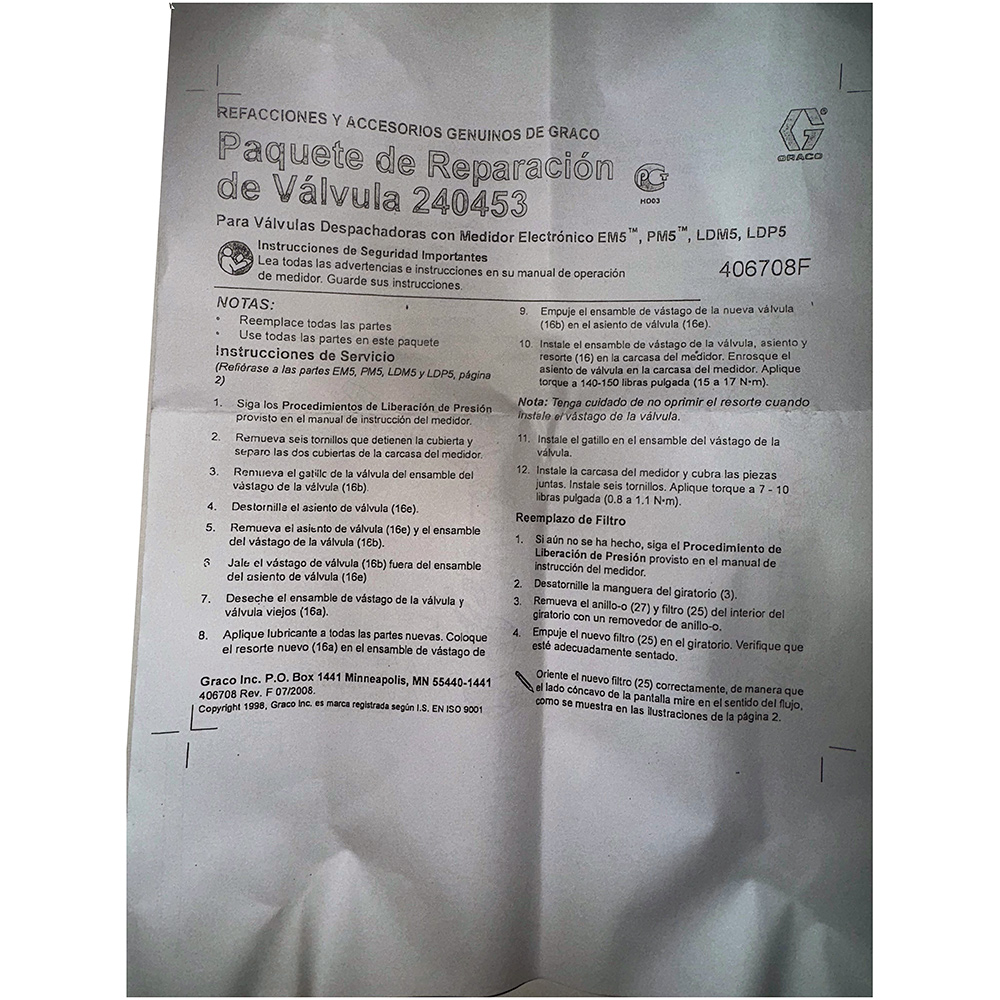 REFACCIONES Y ACCESORIOS GENUINOS DE GRACO
Paquete de Reparación
de Válvula 240453
HD03
®
GRACO
Para Válvulas Despachadoras con Medidor Electrónico EM5™, PM5™, LDM5, LDP5
Instrucciones de Seguridad Importantes
Lea todas las advertencias e instrucciones en su manual de operación
de medidor. Guarde sus instrucciones.
406708F
NOTAS:
• Reemplace todas las partes
• Use todas las partes en este paquete
Instrucciones de Servicio
(Refiérase a las partes EM5, PM5, LDM5 y LDP5, página
2)
1. Siga los Procedimientos de Liberación de Presión
provisto en el manual de instrucción del medidor.
2. Remueva seis tornillos que detienen la cubierta y
separo las dos cubiertas de la carcasa del medidor.
3. Remueva el gatillo de la válvula del ensamble del
vástago de la válvula (16b)
4. Destornilla el asiento de válvula (16e).
5. Remueva el asiento de válvula (16e) y el ensamble
del vástago de la válvula (16b).
6 Jale el vástago de válvula (16b) fuera del ensamble
del asiento de válvula (16e)
7. Deseche el ensamble de vástago de la válvula y
válvula viejos (16a).
8. Aplique lubricante a todas las partes nuevas. Coloque
el resorte nuevo (16a) en el ensamble de vástago de
Graco Inc. P.O. Box 1441 Minneapolis, MN 55440-1441
406708 Rev. F 07/2008.
Copyright 1998, Graco Inc. es marca registrada según I.S. EN ISO 9001
9. Empuje el ensamble de vástago de la nueva válvula
(16b) en el asiento de válvula (16e).
10. Instale el ensamble de vástago de la válvula, asiento y
resorte (16) en la carcasa del medidor. Enrosque el
asiento de válvula en la carcasa del medidor. Aplique
torque a 140-150 libras pulgada (15 a 17 N•m).
Nota: Tenga cuidado de no oprimir el resorte cuando
instale el vástago de la válvula.
11. Instale el gatillo en el ensamble del vástago de la
válvula.
12. Instale la carcasa del medidor y cubra las piezas
juntas. Instale seis tornillos. Aplique torque a 7 - 10
libras pulgada (0.8 a 1.1 N•m).
Reemplazo de Filtro
1. Si aún no se ha hecho, siga el Procedimiento de
Liberación de Presión provisto en el manual de
instrucción del medidor.
2. Desatornille la manguera del giratorio (3).
3. Remueva el anillo-o (27) y filtro (25) del interior del
giratorio con un removedor de anillo-o.
4. Empuje el nuevo filtro (25) en el giratorio. Verifique que
esté adecuadamente sentado.
Oriente el nuevo filtro (25) correctamente, de manera que
el lado cóncavo de la pantalla mire en el sentido del flujo,
como se muestra en las ilustraciones de la página 2.